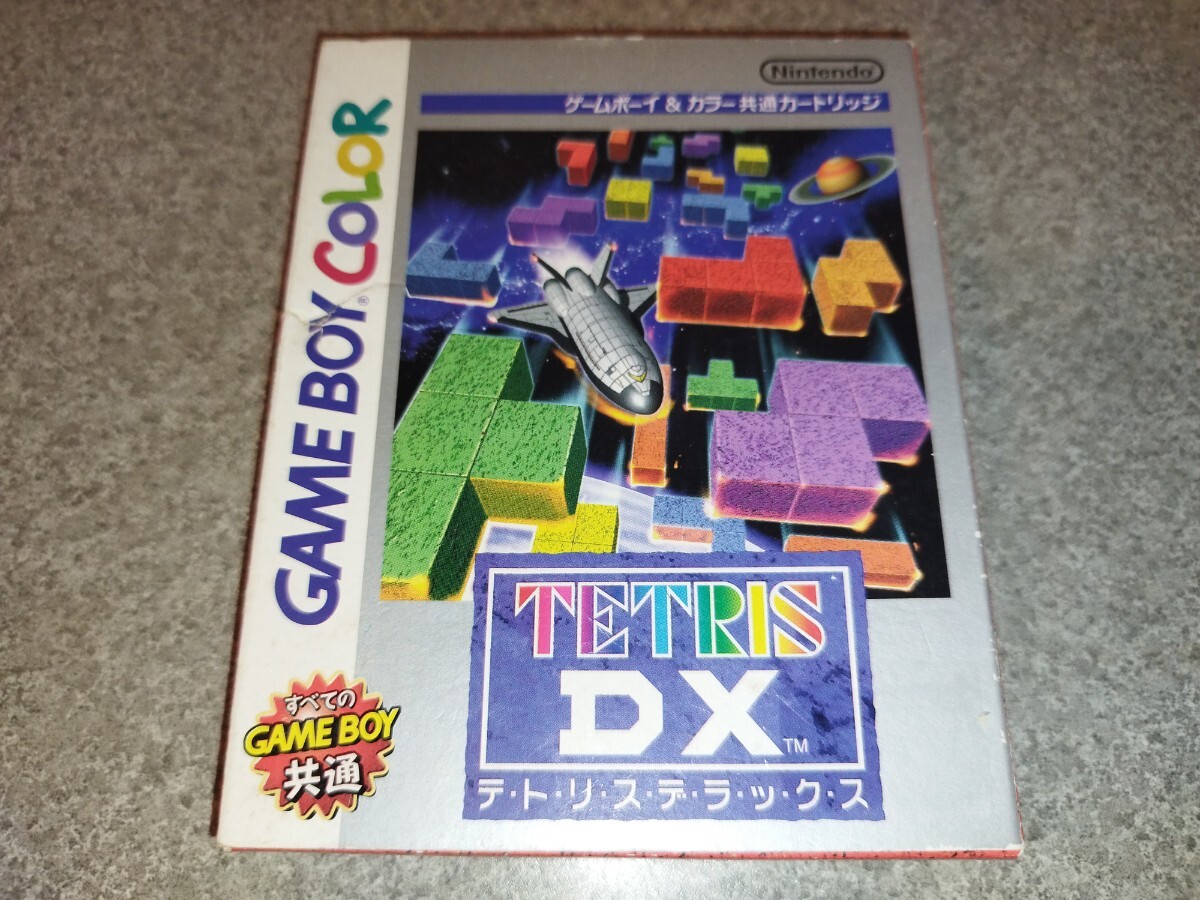 Nintendo
ゲームボーイ & カラー共通カートリッジ
GAME BOY® COLOR
TETRIS
DX™
テ・ト・リ・ス・デ・ラ・ッ・ク・ス
すべての
GAME BOY
共通